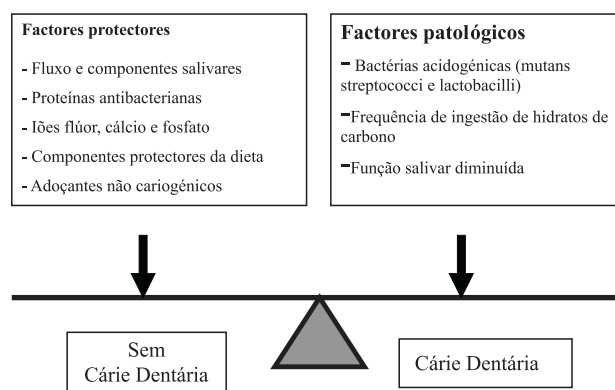 Factores protectores
- Fluxo e componentes salivares
- Proteínas antibacterianas
- Iões flúor, cálcio e fosfato
- Componentes protectores da dieta
- Adoçantes não cariogénicos
Factores patológicos
- Bactérias acidogénicas (mutans
streptococci e lactobacilli)
-Frequência de ingestão de hidratos de
carbono
-Função salivar diminuída
Sem
Cárie Dentária
Cárie Dentária